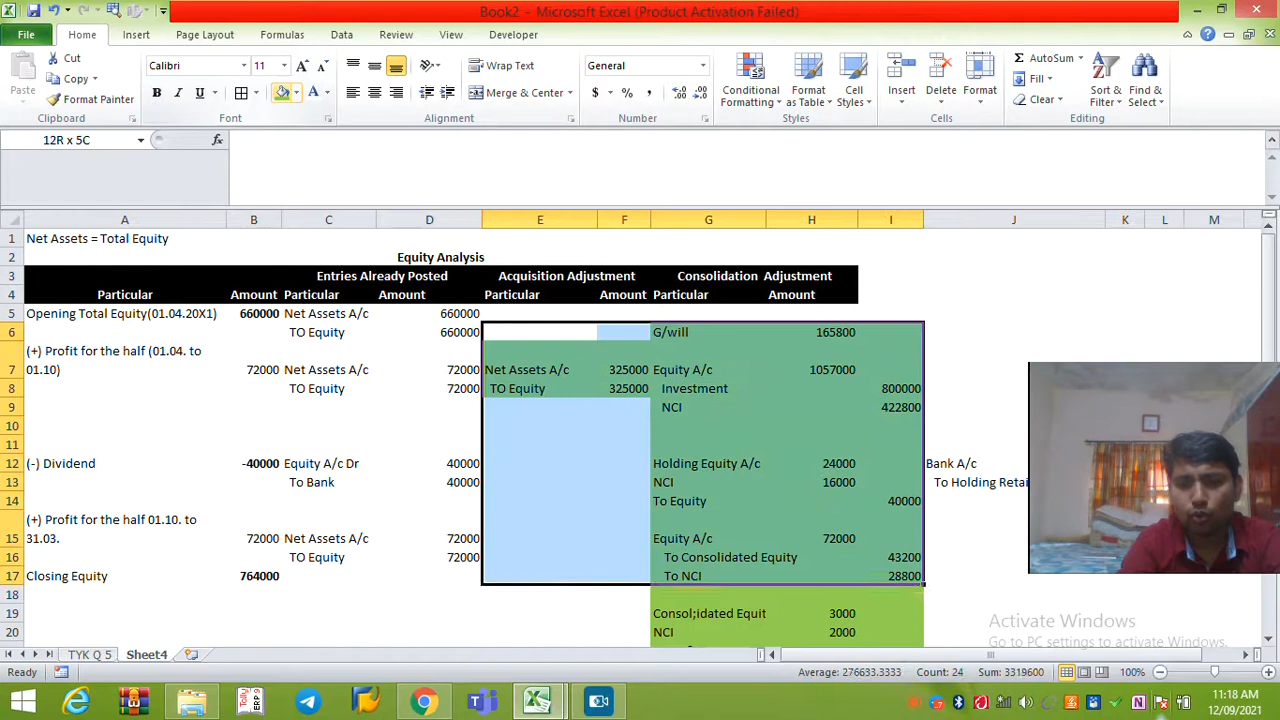 Book2 - Microsoft Excel (Product Activation Failed)
File Home Insert Page Layout Formulas Data Review View Developer
Paste Cut Copy Format Painter Clipboard
Calibri 11 B I U A Font
Wrap Text Merge & Center Alignment
General $ % , Number
Conditional Formatting Format as Table Cell Styles Styles
Insert Delete Format Cells
AutoSum Fill Clear Sort & Filter Find & Select Editing
12R x 5C fx
A B C D E F G H I J K L M
1 Net Assets = Total Equity
2 Equity Analysis
3 Entries Already Posted Acquisition Adjustment Consolidation Adjustment
4 Particular Amount Particular Amount Particular Amount Particular Amount
5 Opening Total Equity(01.04.20X1) 660000 Net Assets A/c 660000
6 TO Equity 660000 G/will 165800
(+) Profit for the half (01.04. to
7 01.10) 72000 Net Assets A/c 72000 Net Assets A/c 325000 Equity A/c 1057000
8 TO Equity 72000 TO Equity 325000 Investment 800000
9 NCI 422800
10
11
12 (-) Dividend -40000 Equity A/c Dr 40000 Holding Equity A/c 24000 Bank A/c
13 To Bank 40000 NCI 16000 To Holding Retai
14 To Equity 40000
(+) Profit for the half 01.10. to
15 31.03. 72000 Net Assets A/c 72000 Equity A/c 72000
16 TO Equity 72000 To Consolidated Equity 43200
17 Closing Equity 764000 To NCI 28800
18
19 Consol;idated Equit 3000
20 NCI 2000
Activate Windows
Go to PC settings to activate Windows.
TYK Q 5 Sheet4
Ready Average: 276633.3333 Count: 24 Sum: 3319600 100%
11:18 AM
12/09/2021